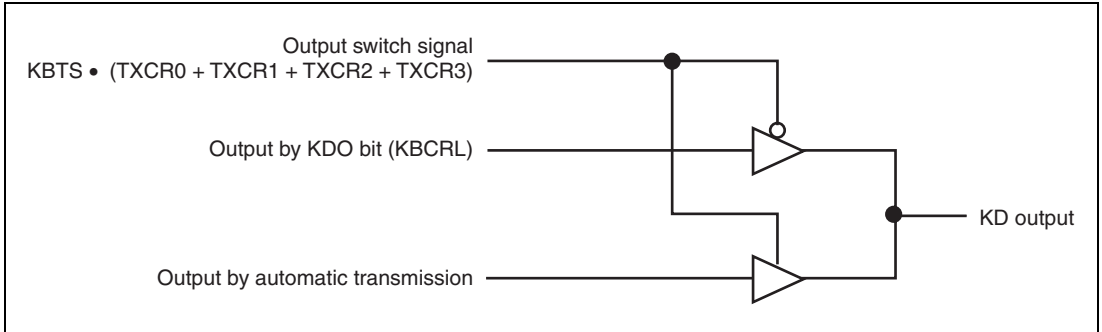 Output switch signal
KBTS • (TXCR0 + TXCR1 + TXCR2 + TXCR3)
Output by KDO bit (KBCRL)
KD output
Output by automatic transmission